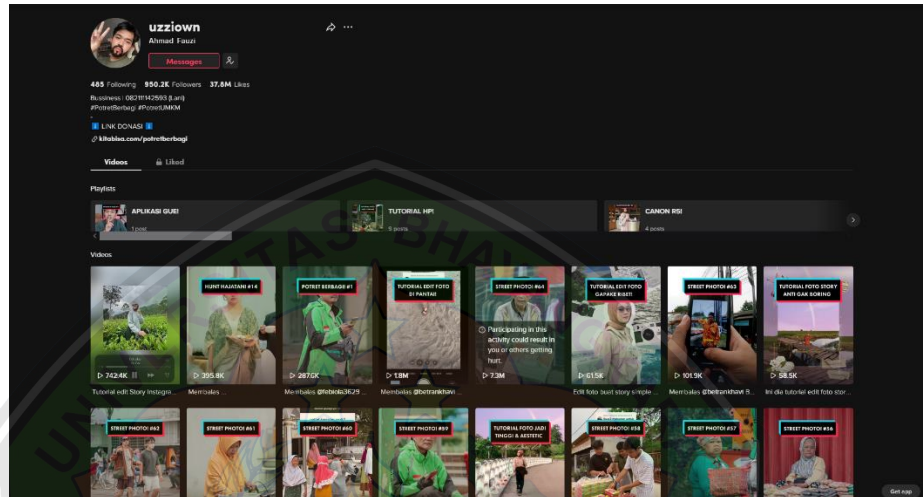 uzziown
Ahmad Fauzi
Messages
485 Following 950.2K Followers 37.8M Likes
Bussiness : 082111142593 (Lani)
#PotretBerbagi #PotretUMKM
LINK DONASI
kitabisa.com/potretberbagi
Videos Liked
Playlists
APLIKASI GUE!
1 post
TUTORIAL HP!
5 posts
CANON RS!
4 posts
Videos
HUNT HAJATAN! #14
POTRET BERBAGI! #1
TUTORIAL EDIT FOTO
DI PANTAI!
STREET PHOTO! #64
Participating in this
activity could result in
you or others getting
hurt.
TUTORIAL EDIT FOTO
GAPAKE RIBET!
STREET PHOTO! #63
TUTORIAL FOTO STORY
ANTI GAK BORING
742.4K
395.8K
287.6K
1.8M
7.3M
61.5K
101.9K
58.5K
Tutorial edit Story Instagra...
Membalas ...
Membalas @febiola3629 ...
Membalas @betrankhawi ...
Edit foto buat story simple ...
Membalas @betrankhawi B...
Ini dia tutorial edit foto stor...
STREET PHOTO! #62
STREET PHOTO! #61
STREET PHOTO! #60
STREET PHOTO! #59
TUTORIAL FOTO JADI
TINGGI & AESTETIC
STREET PHOTO! #58
STREET PHOTO! #57
STREET PHOTO! #56
Get app